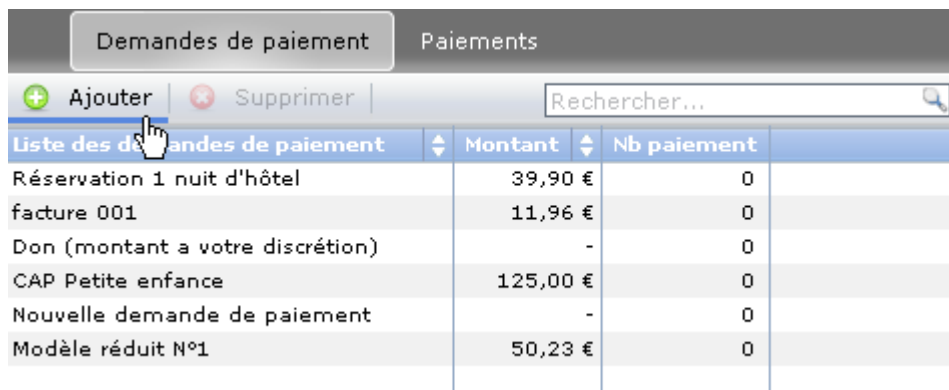 Demandes de paiement Paiements
Ajouter Supprimer Rechercher...
Liste des demandes de paiement Montant Nb paiement
Réservation 1 nuit d'hôtel 39,90 € 0
facture 001 11,96 € 0
Don (montant a votre discrétion) - 0
CAP Petite enfance 125,00 € 0
Nouvelle demande de paiement - 0
Modèle réduit Nº1 50,23 € 0